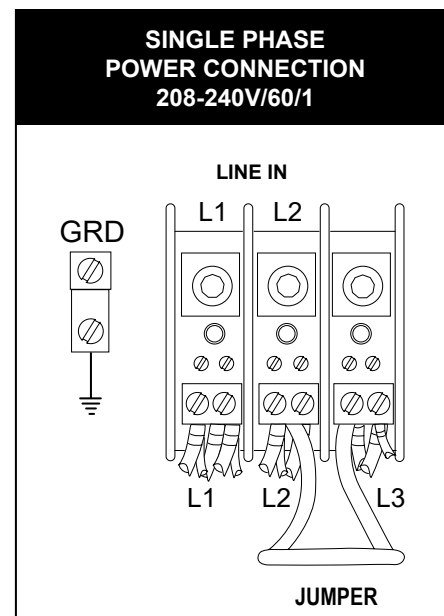 SINGLE PHASE
POWER CONNECTION
208-240V/60/1
LINE IN
L1 L2
GRD
L1 L2 L3
JUMPER